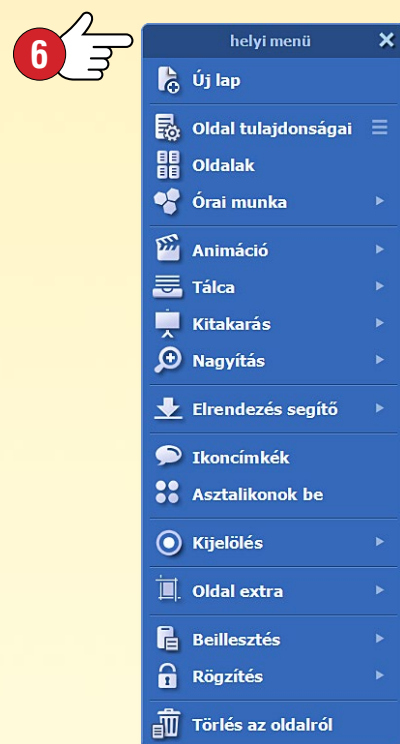 6
helyi menü
Új lap
Oldal tulajdonságai
Oldalak
Órai munka
Animáció
Tálca
Kitakarás
Nagyítás
Elrendezés segítő
Ikoncímkék
Asztalikonok be
Kijelölés
Oldal extra
Beillesztés
Rögzítés
Törlés az oldalról